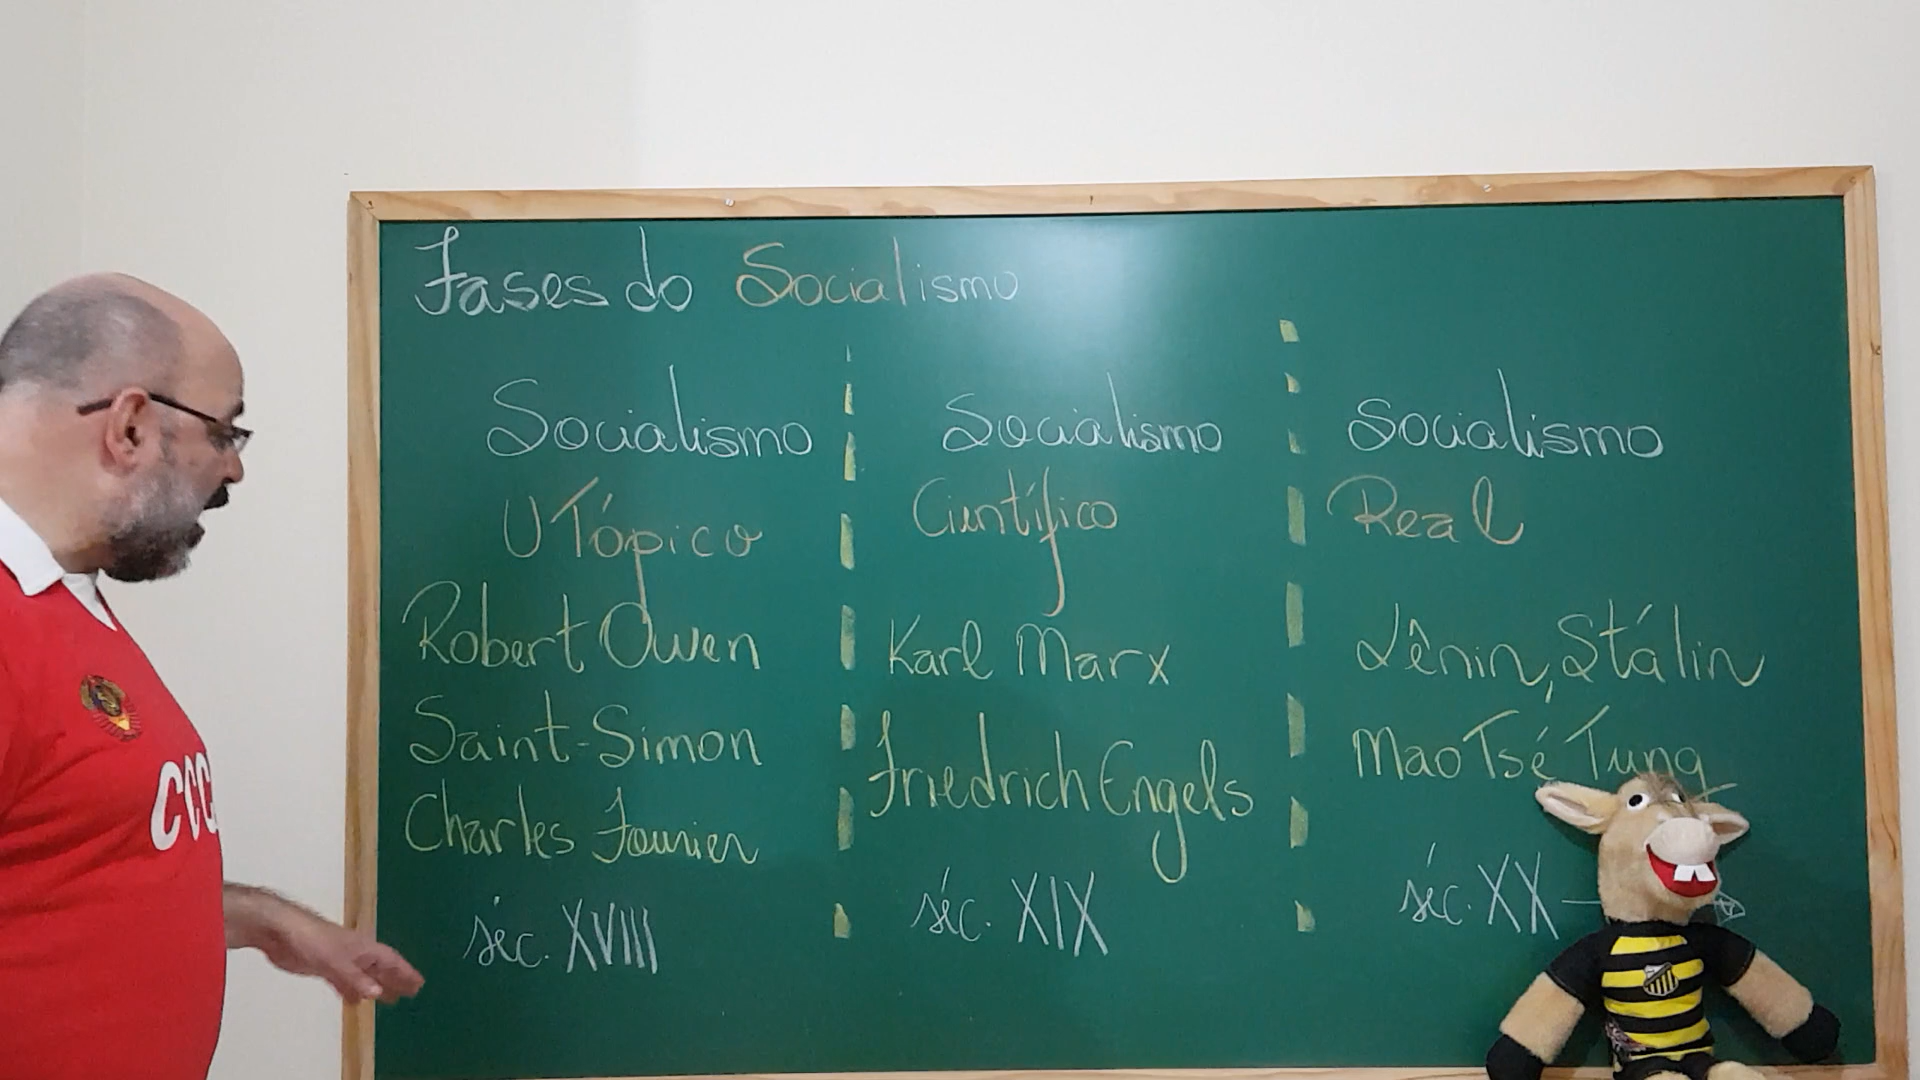 Fases do Socialismo
Socialismo
Utópico
Robert Owen
Saint-Simon
Charles Fourier
séc. XVIII
Socialismo
Científico
Karl Marx
Friedrich Engels
séc. XIX
Socialismo
Real
Lênin, Stálin
Mao Tsé Tung
séc. XX
CCC